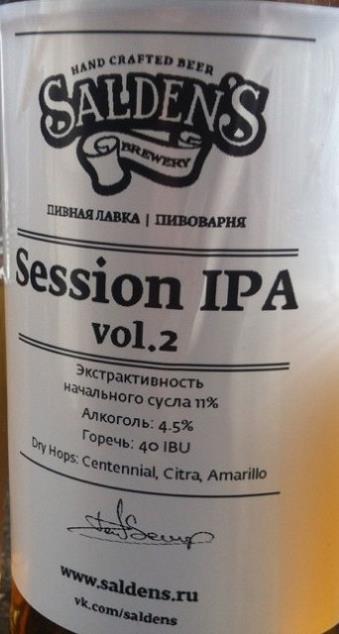 HAND CRAFTED BEER
SALDEN'S
BREWERY
ПИВНАЯ ЛАВКА | ПИВОВАРНЯ
Session IPA
vol.2
Экстрактивность
начального сусла 11%
Алкоголь: 4.5%
Горечь: 40 IBU
Dry Hops: Centennial, Citra, Amarillo
www.saldens.ru
vk.com/saldens